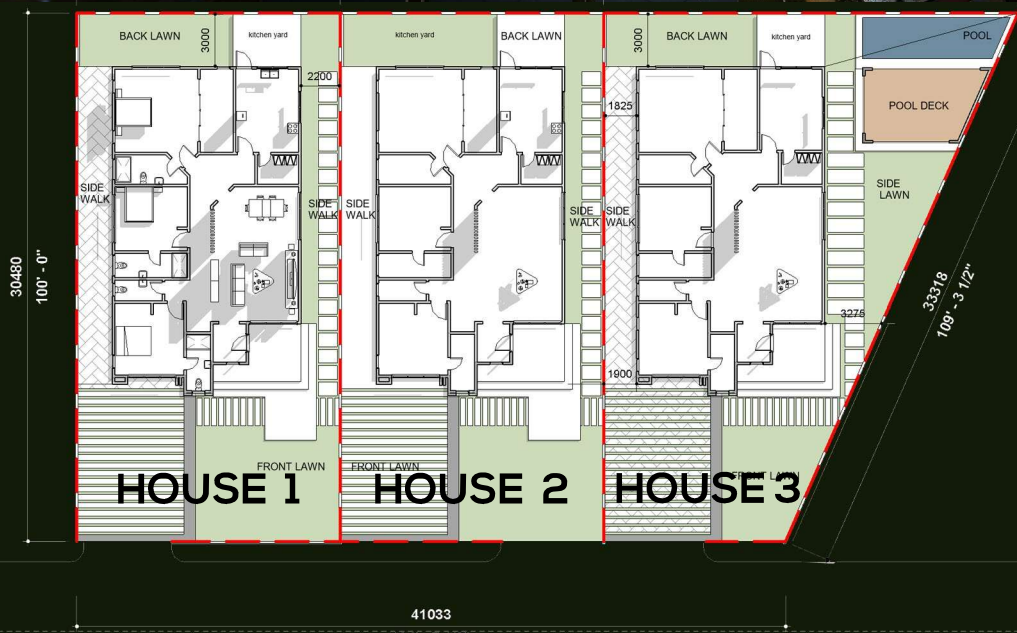 BACK LAWN
3000
kitchen yard
kitchen yard
BACK LAWN
3000
BACK LAWN
kitchen yard
POOL
2200
1825
POOL DECK
SIDE
WALK
SIDE
WALK
SIDE
WALK
SIDE
WALK
SIDE
WALK
SIDE
LAWN
30480
100' - 0"
33318
109' - 3 1/2"
3275
1900
FRONT LAWN
FRONT LAWN
FRONT LAWN
HOUSE 1
HOUSE 2
HOUSE 3
41033